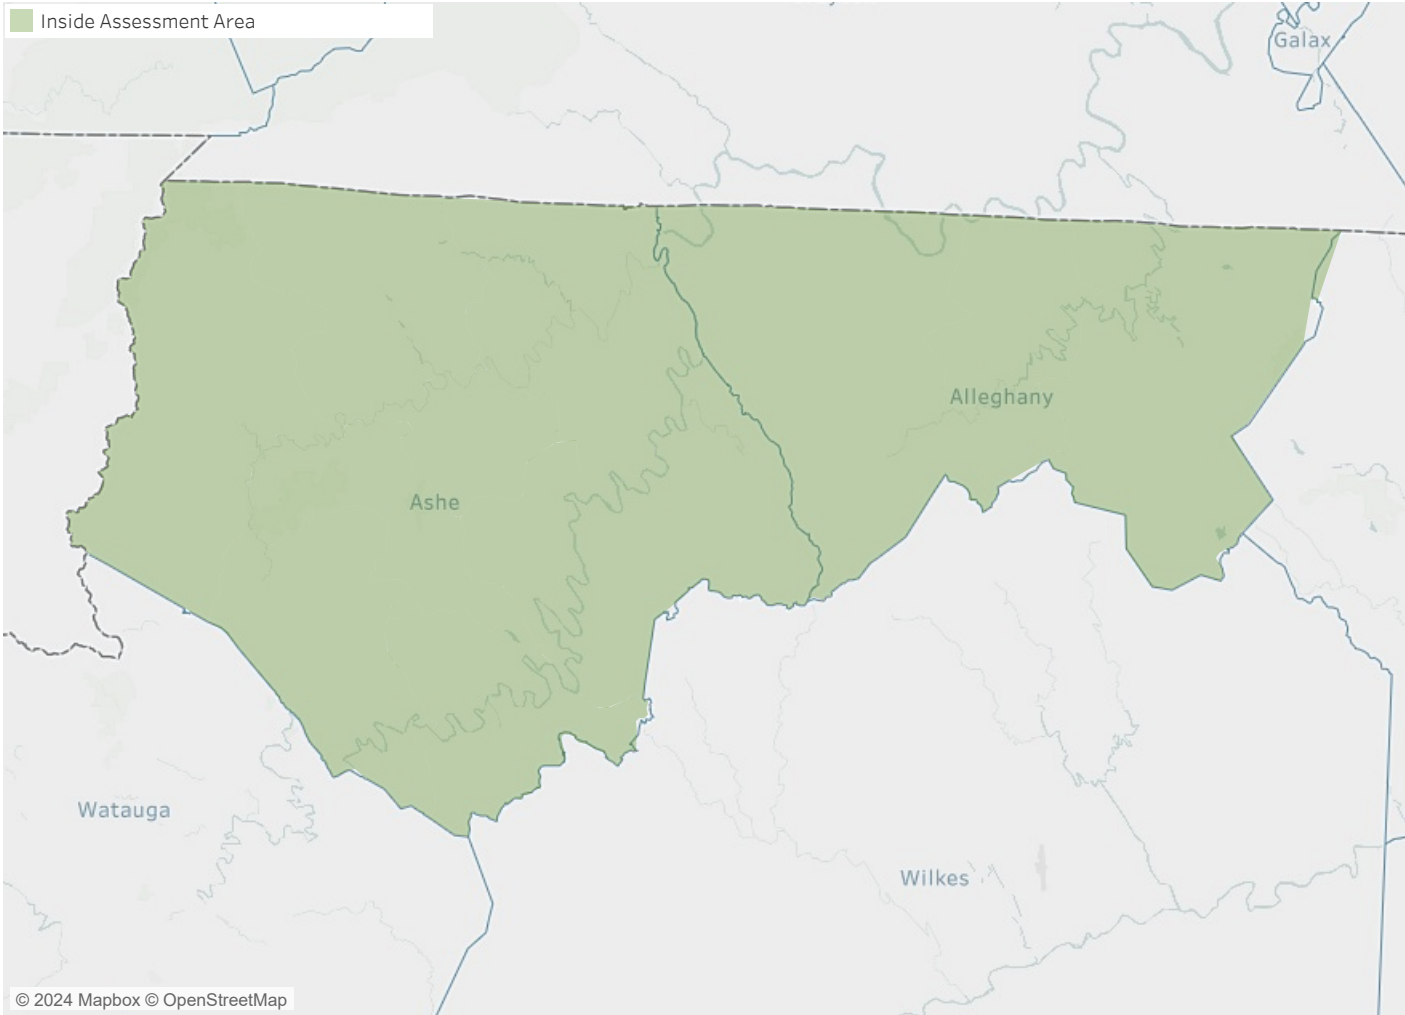 Inside Assessment Area
Galax
Alleghany
Ashe
Watauga
Wilkes
© 2024 Mapbox © OpenStreetMap